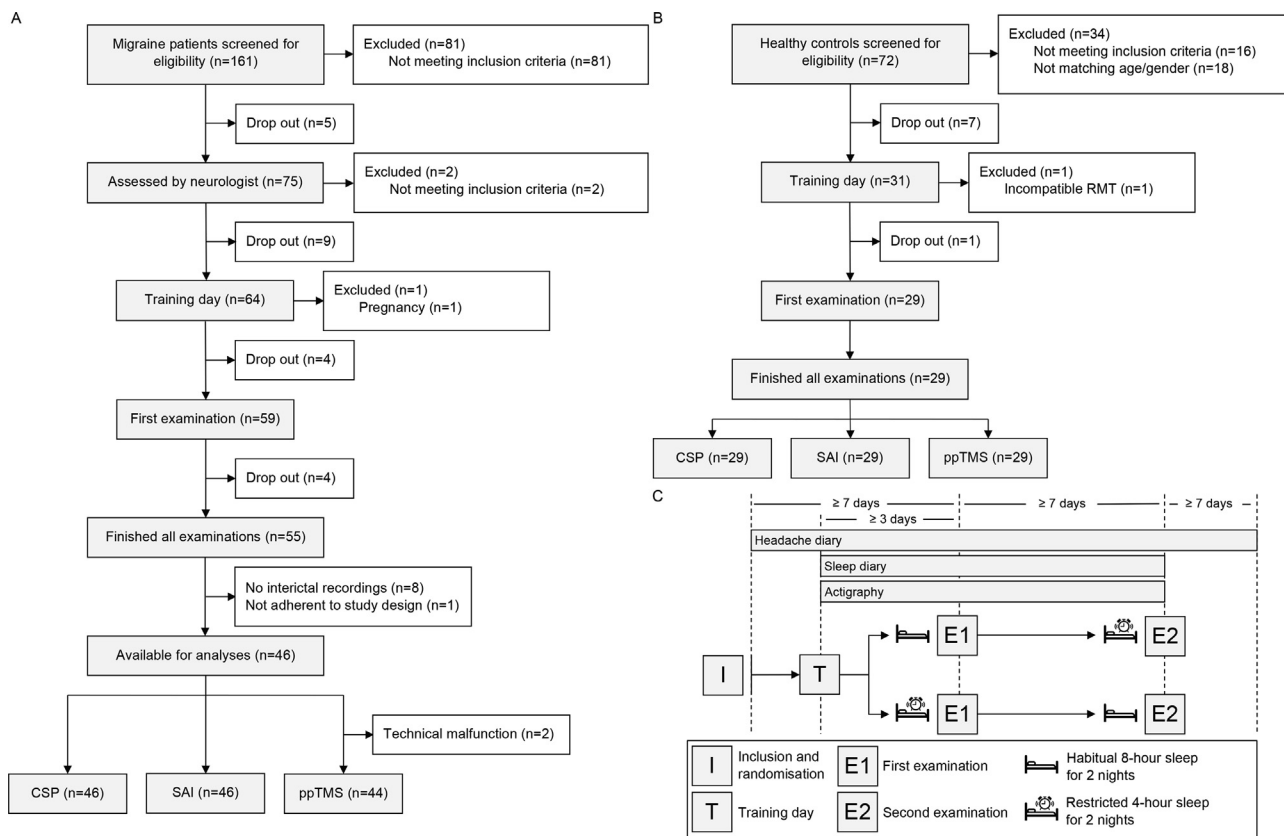 A
Migraine patients screened for
eligibility (n=161)
Excluded (n=81)
Not meeting inclusion criteria (n=81)
Drop out (n=5)
Assessed by neurologist (n=75)
Excluded (n=2)
Not meeting inclusion criteria (n=2)
Drop out (n=9)
Training day (n=64)
Excluded (n=1)
Pregnancy (n=1)
Drop out (n=4)
First examination (n=59)
Drop out (n=4)
Finished all examinations (n=55)
No interictal recordings (n=8)
Not adherent to study design (n=1)
Available for analyses (n=46)
Technical malfunction (n=2)
CSP (n=46)
SAI (n=46)
ppTMS (n=44)
B
Healthy controls screened for
eligibility (n=72)
Excluded (n=34)
Not meeting inclusion criteria (n=16)
Not matching age/gender (n=18)
Drop out (n=7)
Training day (n=31)
Excluded (n=1)
Incompatible RMT (n=1)
Drop out (n=1)
First examination (n=29)
Finished all examinations (n=29)
CSP (n=29)
SAI (n=29)
ppTMS (n=29)
C
≥ 7 days
≥ 7 days
≥ 7 days
≥ 3 days
Headache diary
Sleep diary
Actigraphy
E1
E2
I
T
E1
E2
I
Inclusion and
randomisation
E1
First examination
Habitual 8-hour sleep
for 2 nights
T
Training day
E2
Second examination
Restricted 4-hour sleep
for 2 nights